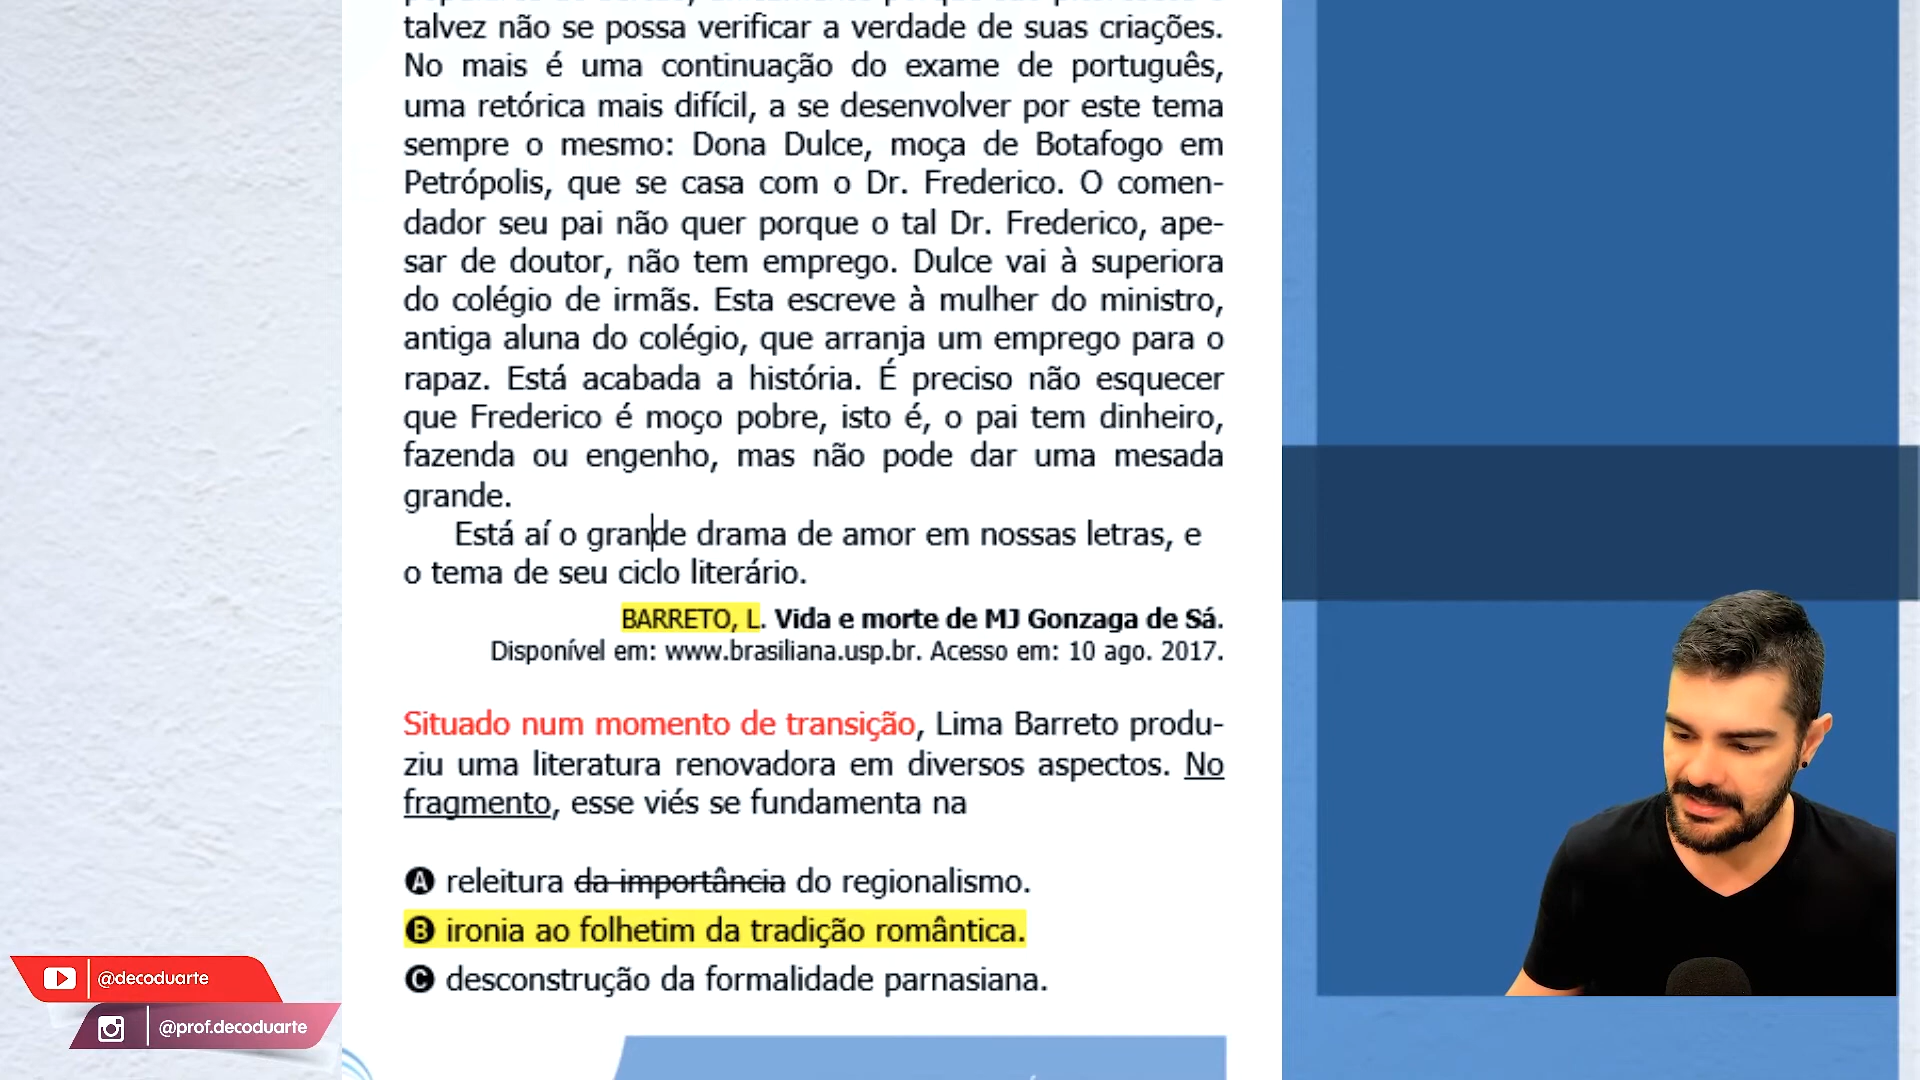 talvez não se possa verificar a verdade de suas criações.
No mais é uma continuação do exame de português,
uma retórica mais difícil, a se desenvolver por este tema
sempre o mesmo: Dona Dulce, moça de Botafogo em
Petrópolis, que se casa com o Dr. Frederico. O comen-
dador seu pai não quer porque o tal Dr. Frederico, ape-
sar de doutor, não tem emprego. Dulce vai à superiora
do colégio de irmãs. Esta escreve à mulher do ministro,
antiga aluna do colégio, que arranja um emprego para o
rapaz. Está acabada a história. É preciso não esquecer
que Frederico é moço pobre, isto é, o pai tem dinheiro,
fazenda ou engenho, mas não pode dar uma mesada
grande.
Está aí o grande drama de amor em nossas letras, e
o tema de seu ciclo literário.
BARRETO, L. Vida e morte de MJ Gonzaga de Sá.
Disponível em: www.brasiliana.usp.br. Acesso em: 10 ago. 2017.
Situado num momento de transição, Lima Barreto produ-
ziu uma literatura renovadora em diversos aspectos. No
fragmento, esse viés se fundamenta na
A releitura da importância do regionalismo.
B ironia ao folhetim da tradição romântica.
C desconstrução da formalidade parnasiana.
@decoduarte
@prof.decoduarte